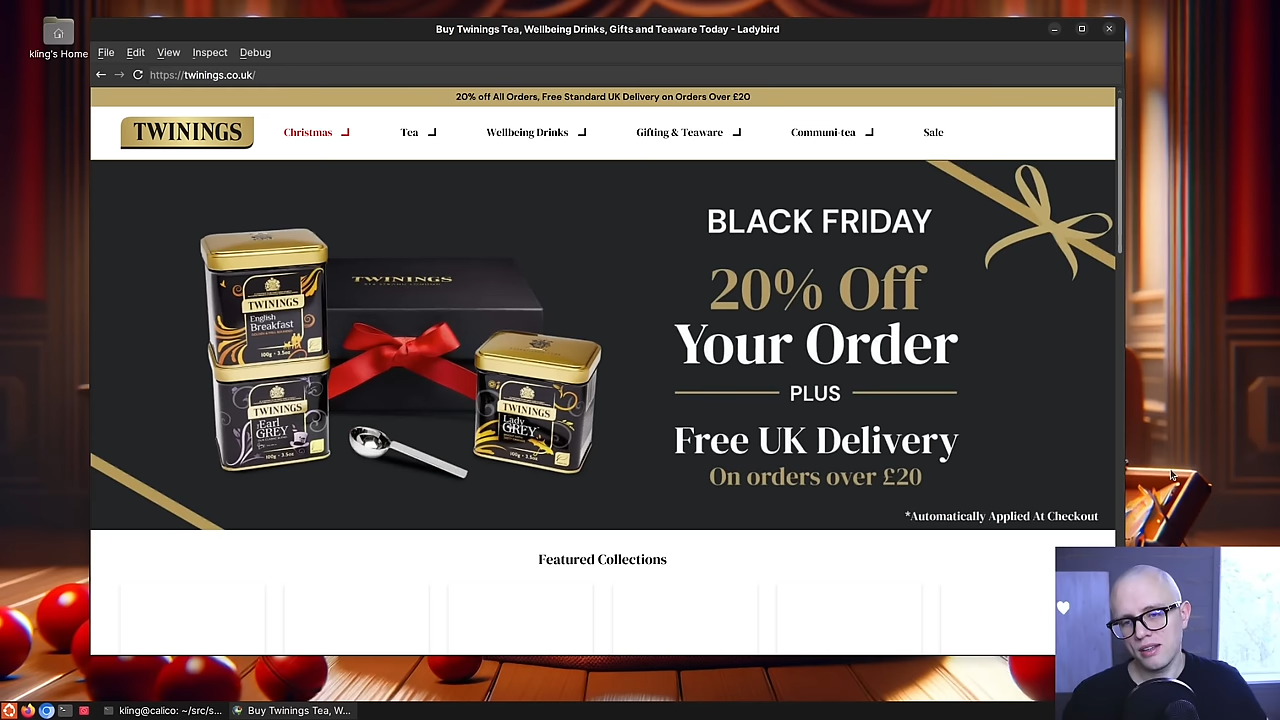 kling's Home
Buy Twinings Tea, Wellbeing Drinks, Gifts and Teaware Today - Ladybird
File Edit View Inspect Debug
https://twinings.co.uk/
20% off All Orders, Free Standard UK Delivery on Orders Over £20
TWININGS
Christmas Tea Wellbeing Drinks Gifting & Teaware Communi-tea Sale
BLACK FRIDAY
20% Off
Your Order
PLUS
Free UK Delivery
On orders over £20
*Automatically Applied At Checkout
TWININGS
TWININGS
English
Breakfast
100g - 3.5oz
TWININGS
Earl
GREY
100g - 3.5oz
TWININGS
Lady
GREY
100g - 3.5oz
Featured Collections
kling@calico: ~/src/s...
Buy Twinings Tea, W...